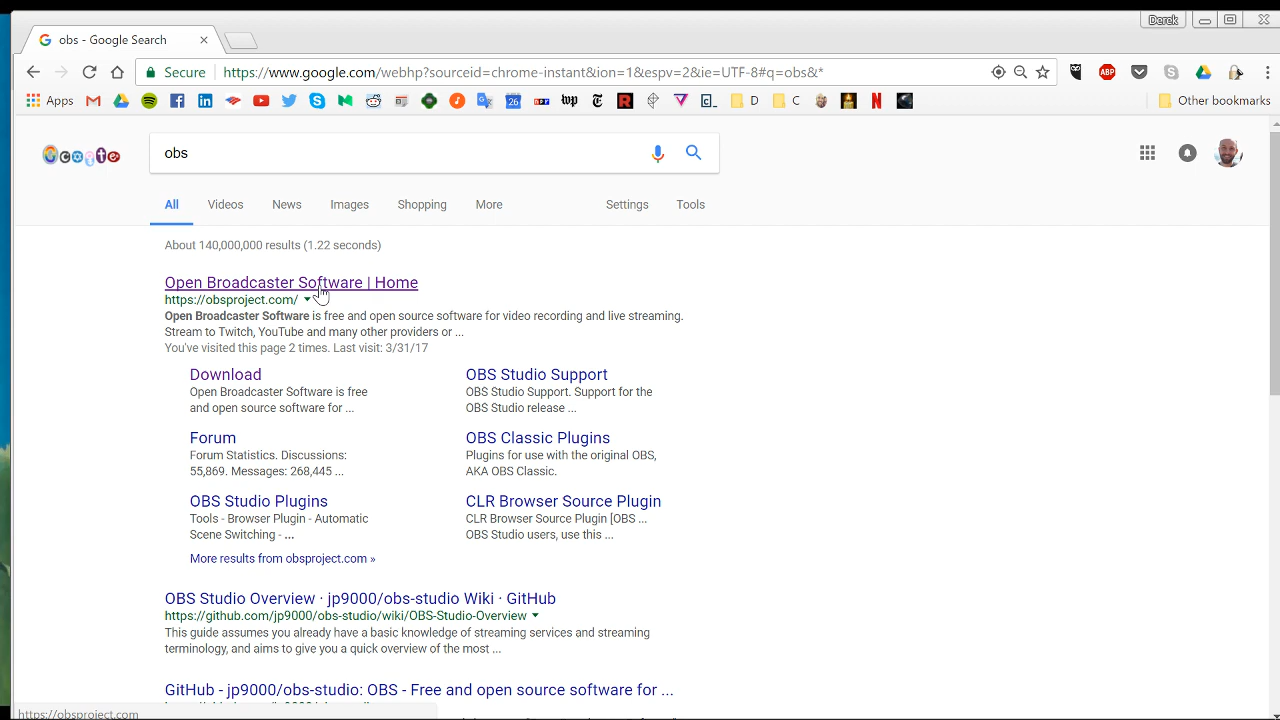 Derek
obs - Google Search
Secure https://www.google.com/webhp?sourceid=chrome-instant&ion=1&espv=2&ie=UTF-8#q=obs&*
ABP
Apps 26 NPR wp T R C_ D C N Other bookmarks
obs
All Videos News Images Shopping More Settings Tools
About 140,000,000 results (1.22 seconds)
Open Broadcaster Software | Home
https://obsproject.com/
Open Broadcaster Software is free and open source software for video recording and live streaming.
Stream to Twitch, YouTube and many other providers or ...
You've visited this page 2 times. Last visit: 3/31/17
Download
Open Broadcaster Software is free
and open source software for ...
OBS Studio Support
OBS Studio Support. Support for the
OBS Studio release ...
Forum
Forum Statistics. Discussions:
55,869. Messages: 268,445 ...
OBS Classic Plugins
Plugins for use with the original OBS,
AKA OBS Classic.
OBS Studio Plugins
Tools - Browser Plugin - Automatic
Scene Switching - ...
CLR Browser Source Plugin
CLR Browser Source Plugin [OBS ...
OBS Studio users, use this ...
More results from obsproject.com »
OBS Studio Overview · jp9000/obs-studio Wiki · GitHub
https://github.com/jp9000/obs-studio/wiki/OBS-Studio-Overview
This guide assumes you already have a basic knowledge of streaming services and streaming
terminology, and aims to give you a quick overview of the most ...
GitHub - jp9000/obs-studio: OBS - Free and open source software for ...
https://obsproject.com